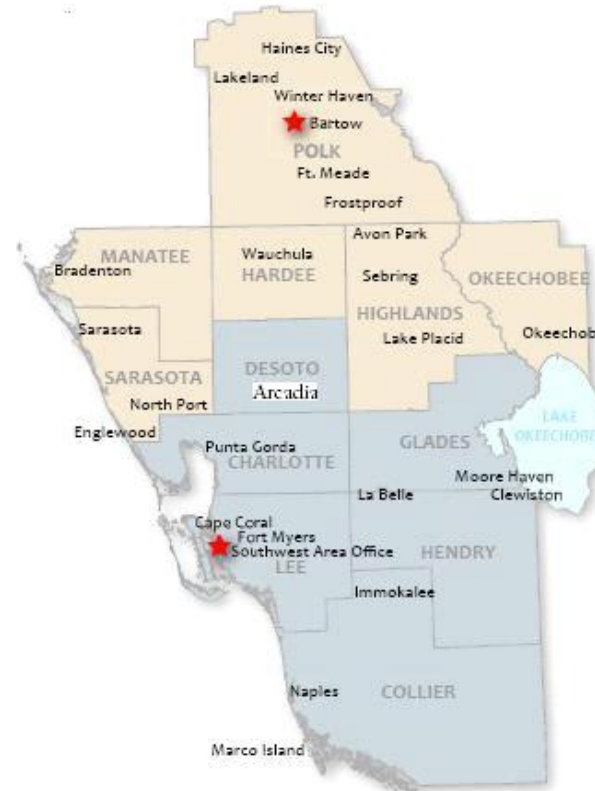 Haines City
Lakeland
Winter Haven
Bartow
POLK
Ft. Meade
Frostproof
Avon Park
MANATEE
Wauchula
Bradenton
HARDEE
Sebring
OKEECHOBEE
HIGHLANDS
Sarasota
Lake Placid
Okeechob
DESOTO
SARASOTA
Arcadia
North Port
LAKE
OKEECHOBE
Englewood
Punta Gorda
GLADES
CHARLOTTE
Moore Haven
La Belle
Clewiston
Cape Coral
Fort Myers
Southwest Area Office
HENDRY
LEE
Immokalee
Naples
COLLIER
Marco Island